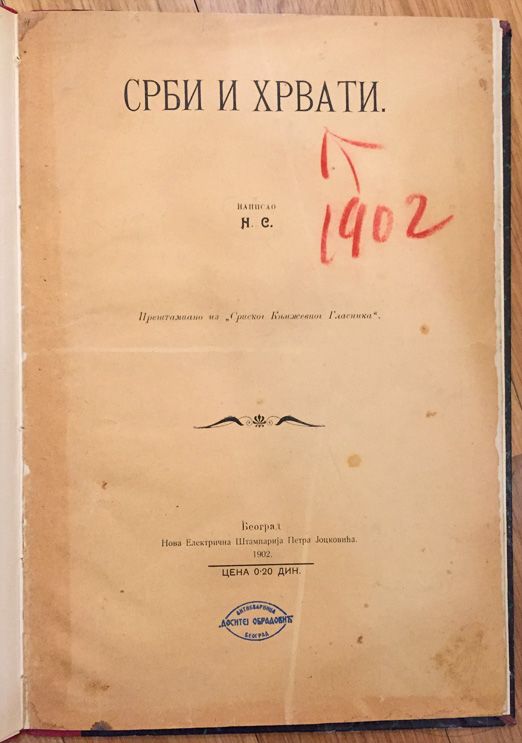 СРБИ И ХРВАТИ.
1902
НАПИСАО
Н. С.
Прештампано из „Српског Књижевног Гласника“.
Београд
Нова Електрична Штампарија Петра Јоцковића.
1902.
ЦЕНА 0·20 ДИН.
АНТИКВАРНИЦА
„ДОСИТЕЈ ОБРАДОВИЋ“
БЕОГРАД